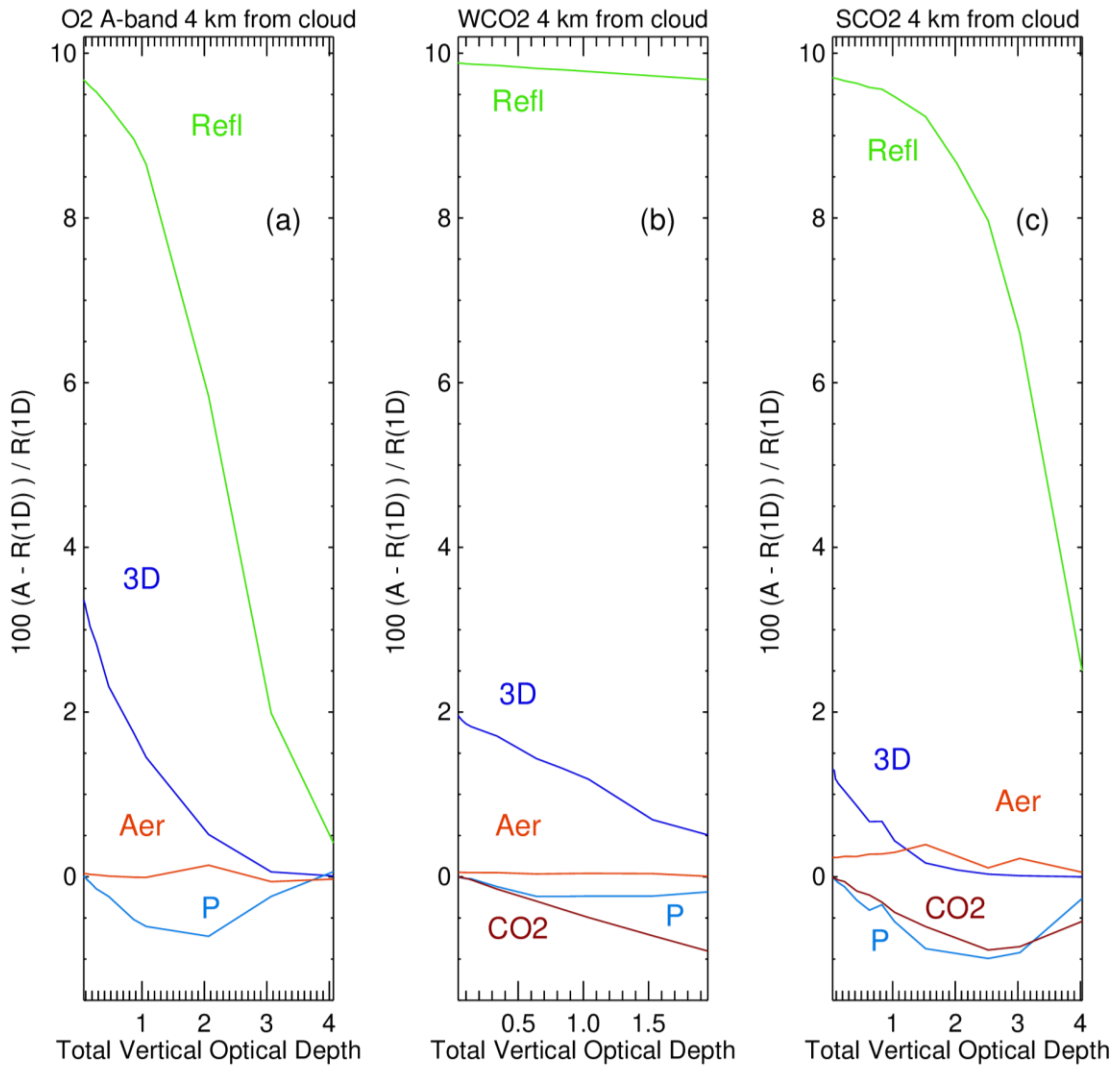 O2 A-band 4 km from cloud
10
8
6
4
2
0
100 (A - R(1D) ) / R(1D)
Refl
(a)
3D
Aer
P
1 2 3 4
Total Vertical Optical Depth
WCO2 4 km from cloud
10
8
6
4
2
0
100 (A - R(1D) ) / R(1D)
Refl
(b)
3D
Aer
P
CO2
0.5 1.0 1.5
Total Vertical Optical Depth
SCO2 4 km from cloud
10
8
6
4
2
0
100 (A - R(1D) ) / R(1D)
Refl
(c)
3D
Aer
CO2
P
1 2 3 4
Total Vertical Optical Depth